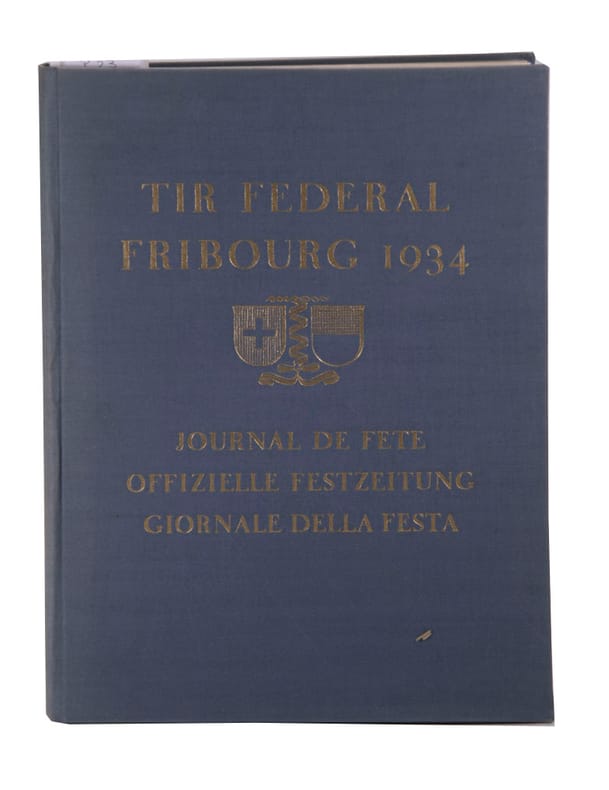 TIR FEDERAL
FRIBOURG 1934
JOURNAL DE FETE
OFFIZIELLE FESTZEITUNG
GIORNALE DELLA FESTA